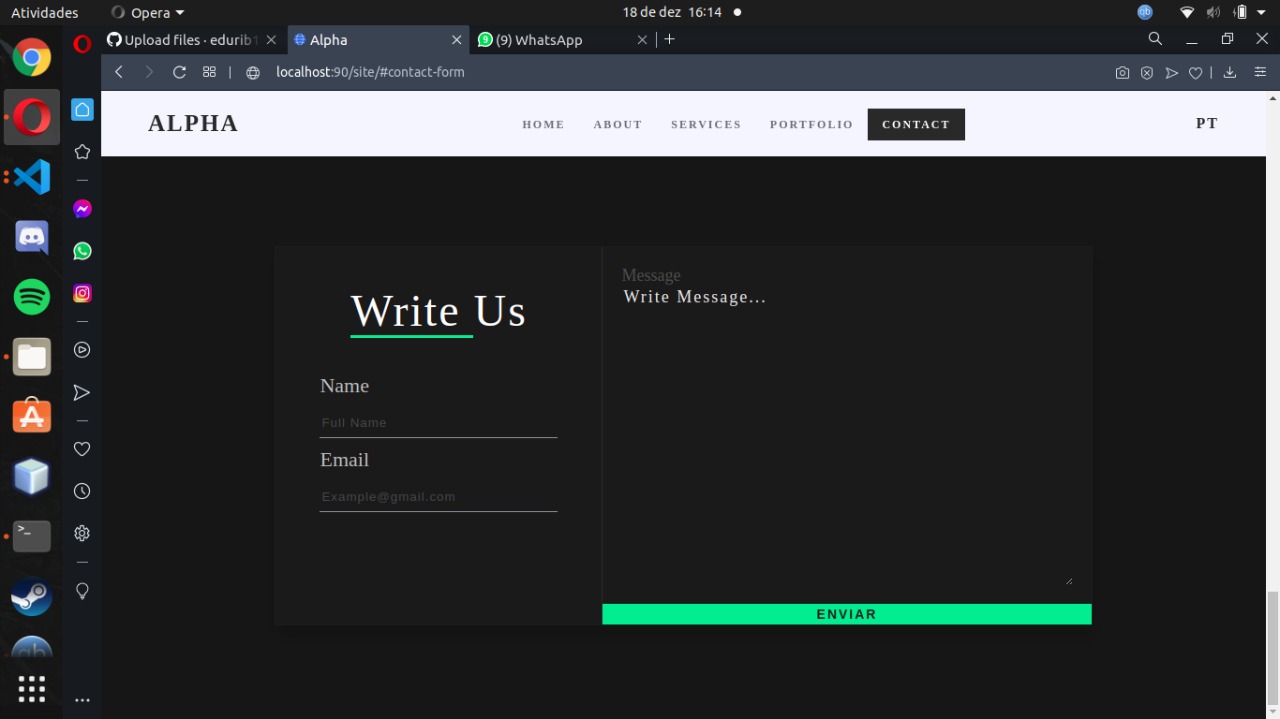 Atividades Opera 18 de dez 16:14
Upload files · edurib1 Alpha (9) WhatsApp
localhost:90/site/#contact-form
ALPHA HOME ABOUT SERVICES PORTFOLIO CONTACT PT
Write Us
Name
Full Name
Email
Example@gmail.com
Message
Write Message...
ENVIAR